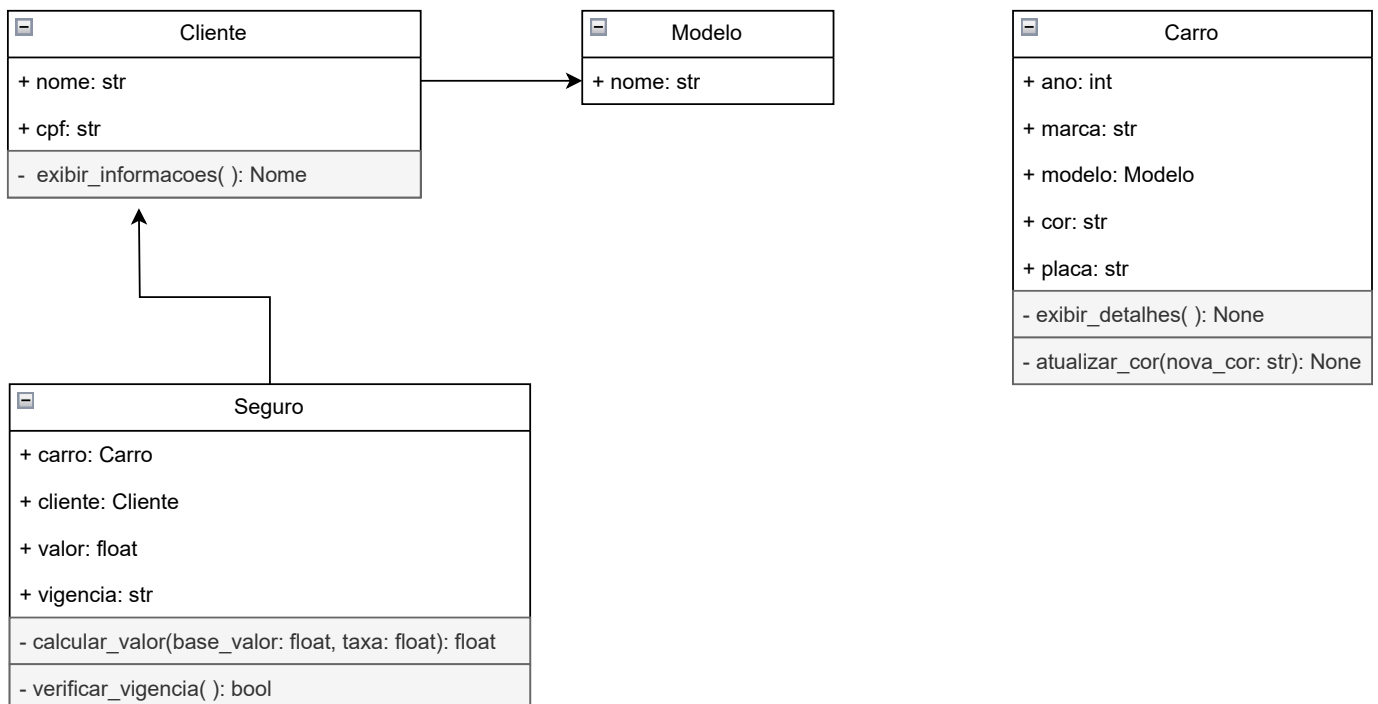 Cliente
+ nome: str
+ cpf: str
-  exibir_informacoes( ): Nome
Modelo
+ nome: str
Carro
+ ano: int
+ marca: str
+ modelo: Modelo
+ cor: str
+ placa: str
- exibir_detalhes( ): None
- atualizar_cor(nova_cor: str): None
Seguro
+ carro: Carro
+ cliente: Cliente
+ valor: float
+ vigencia: str
- calcular_valor(base_valor: float, taxa: float): float
- verificar_vigencia( ): bool